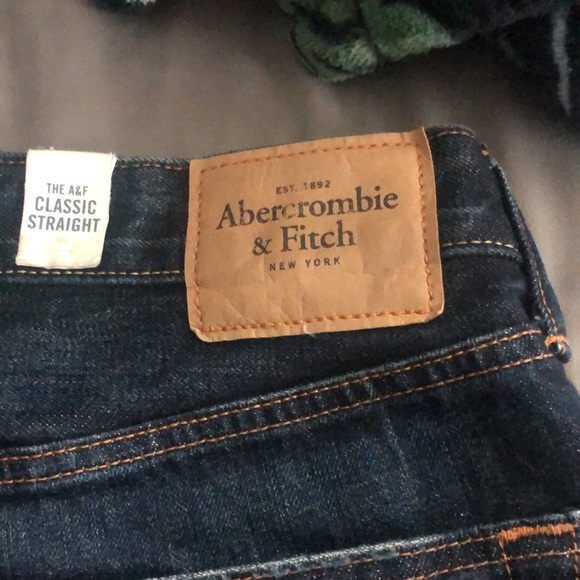 THE A&F
CLASSIC
STRAIGHT
EST. 1892
Abercrombie
& Fitch
NEW YORK